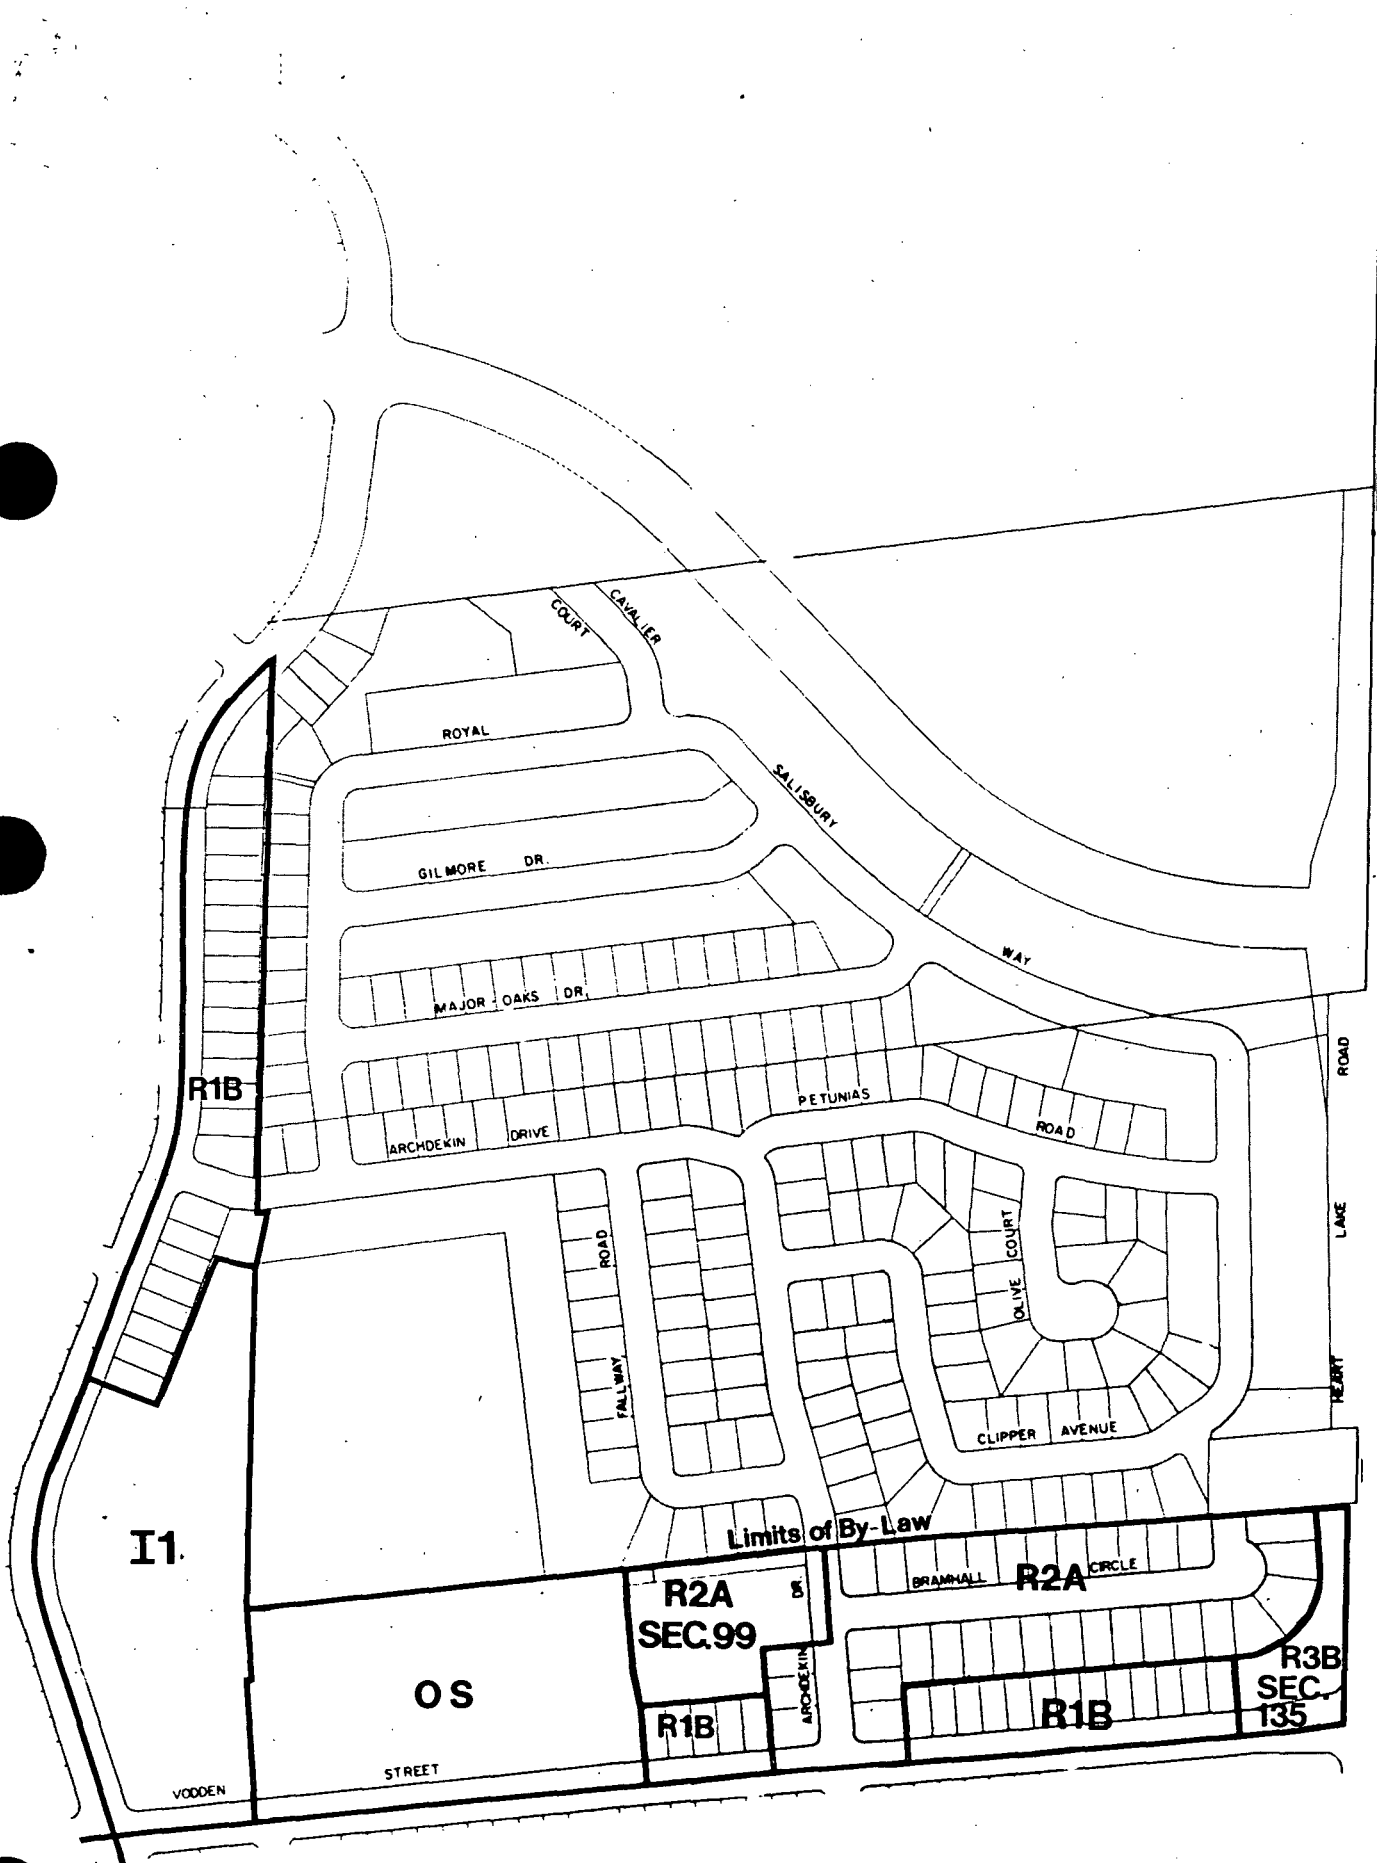 COURT
CAVALIER
ROYAL
SALISBURY
GILMORE DR.
WAY
MAJOR OAKS DR.
ROAD
R1B
PETUNIAS
ARCHDEKIN DRIVE
ROAD
LAKE
ROAD
OLIVE COURT
HEART
FALLWAY
CLIPPER AVENUE
Limits of By-Law
I1
R2A
SEC.99
DR.
BRAMHALL
R2A
CIRCLE
ARCHDEKIN
R3B
SEC.
135
OS
R1B
R1B
VODDEN
STREET